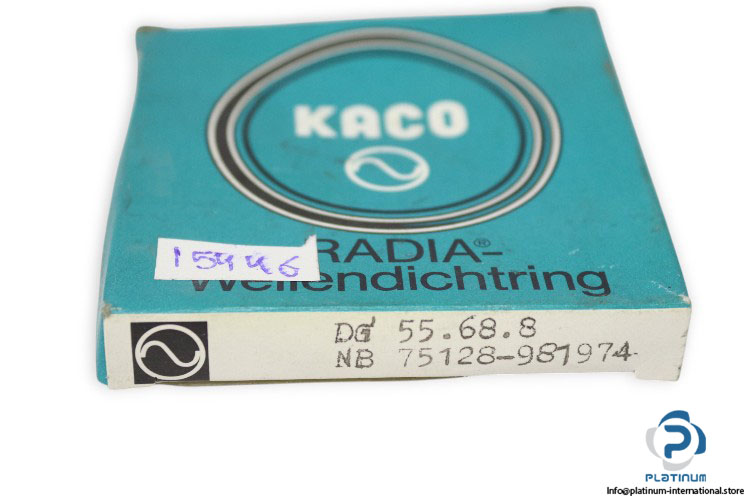 KACO
15446
RADIA®-
Wellendichtring
DG 55.68.8
NB 75128-981974
P
PLATINUM
Info@platinum-international.store